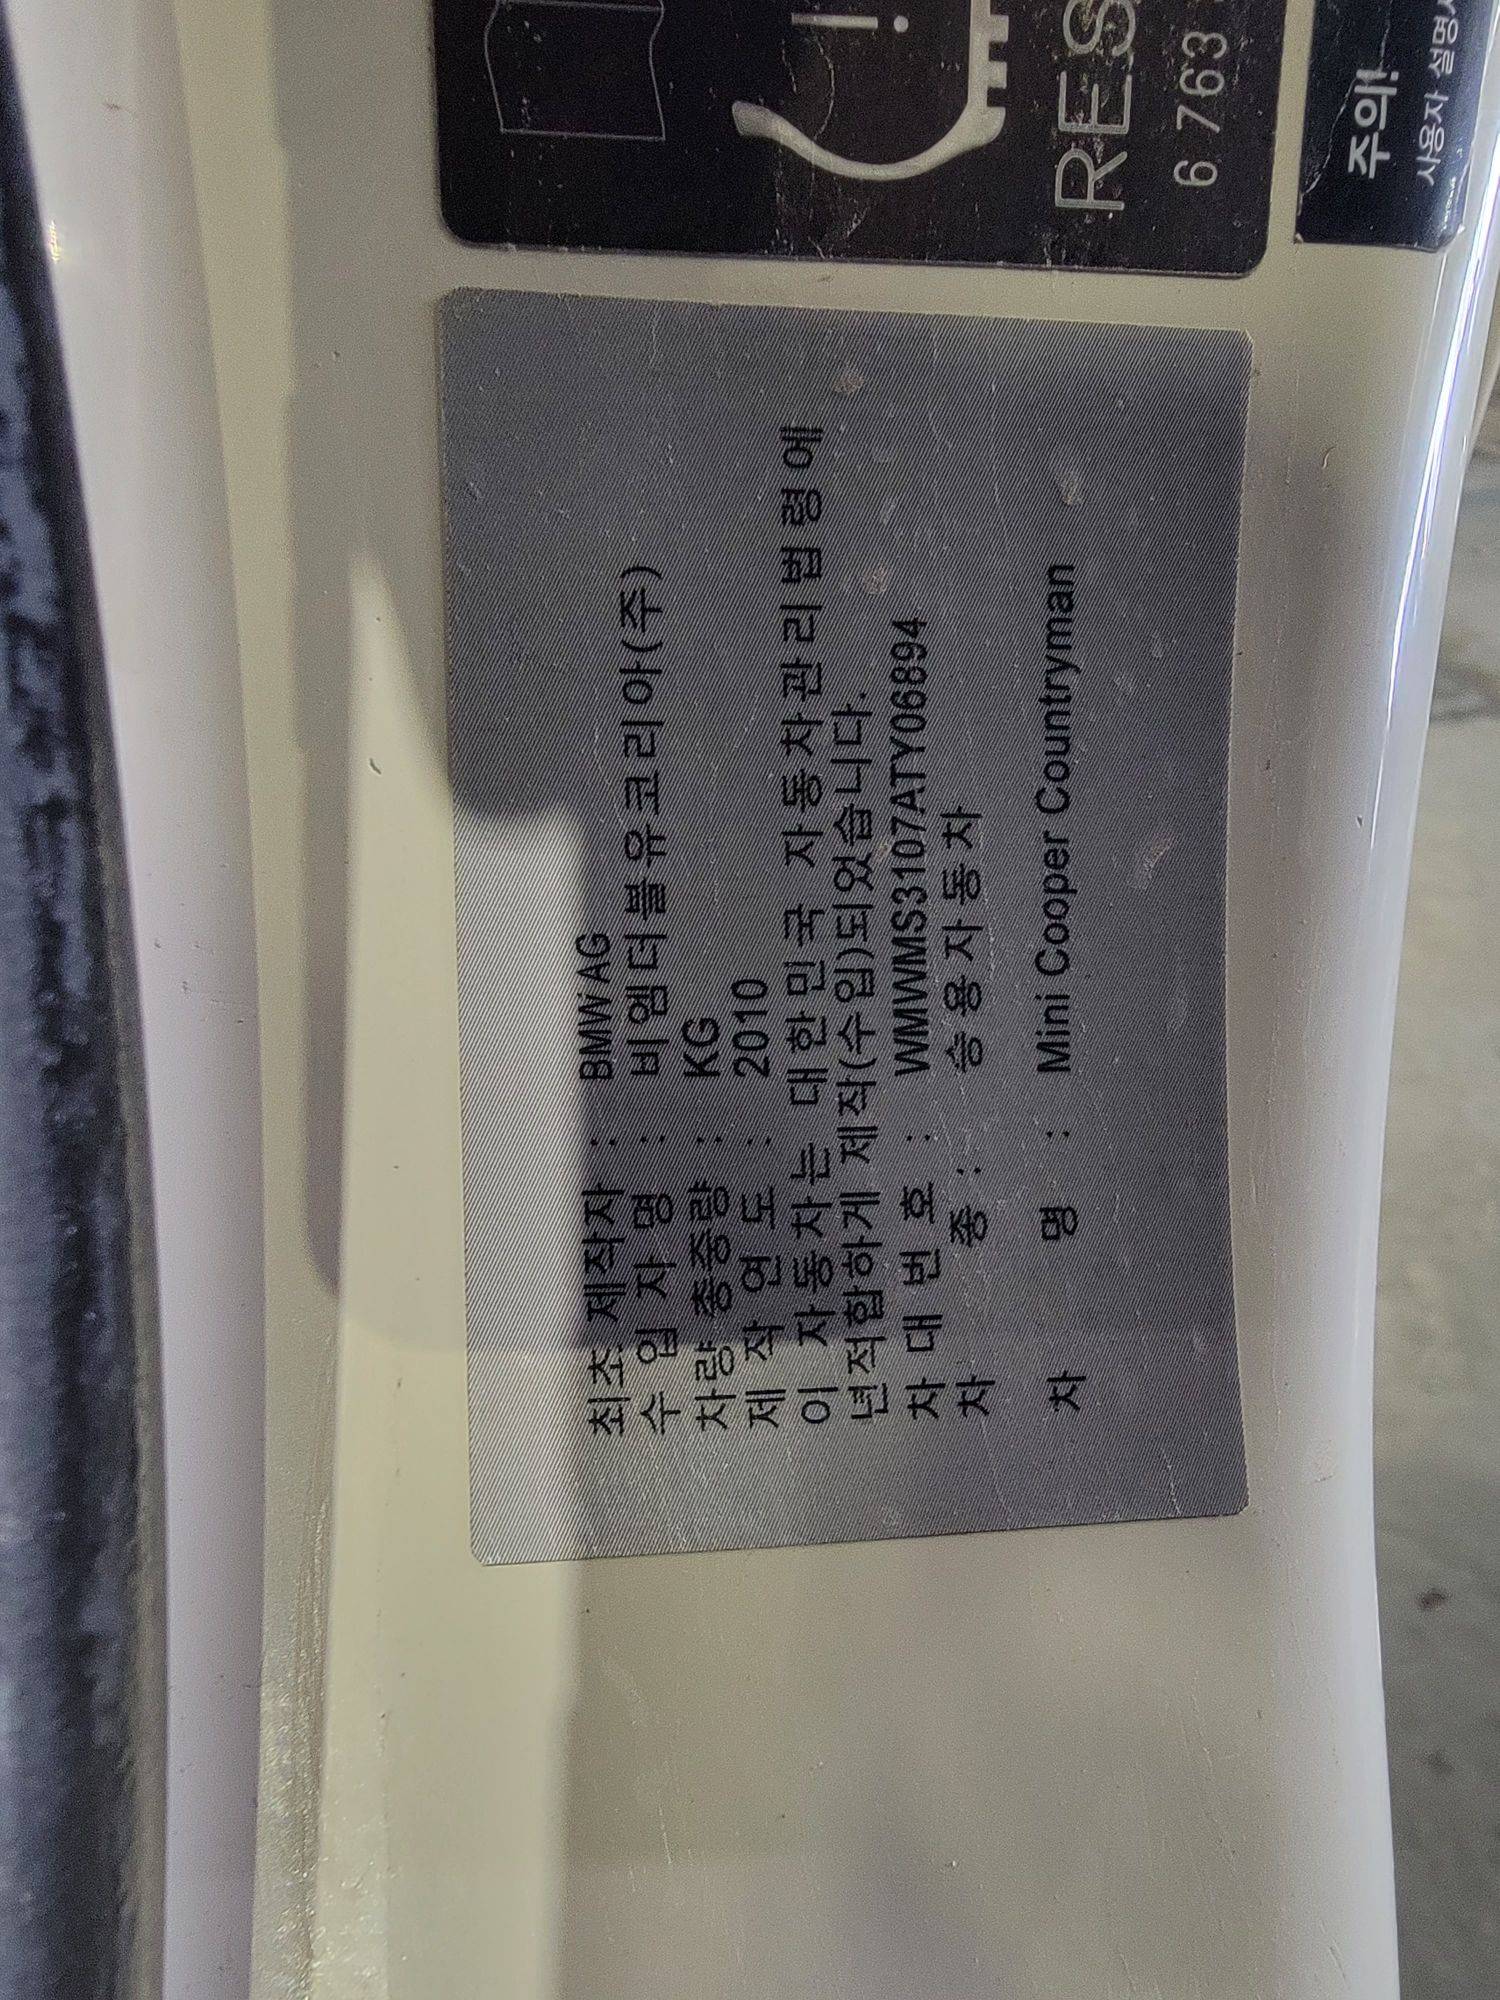 최초 제작자 : BMW AG
수 입 자 명 : 비엠더블유코리아(주)
차량 총중량 : KG
제 작 연 도 : 2010
이 자동차는 대한민국 자동차관리법령에
년적합하게 제작(수입)되었습니다.
차 대 번 호 : WMWMS3107ATY06894
차 종 : 승용자동차
차 명 : Mini Cooper Countryman
RES
6 763
주의!
사용자 설명